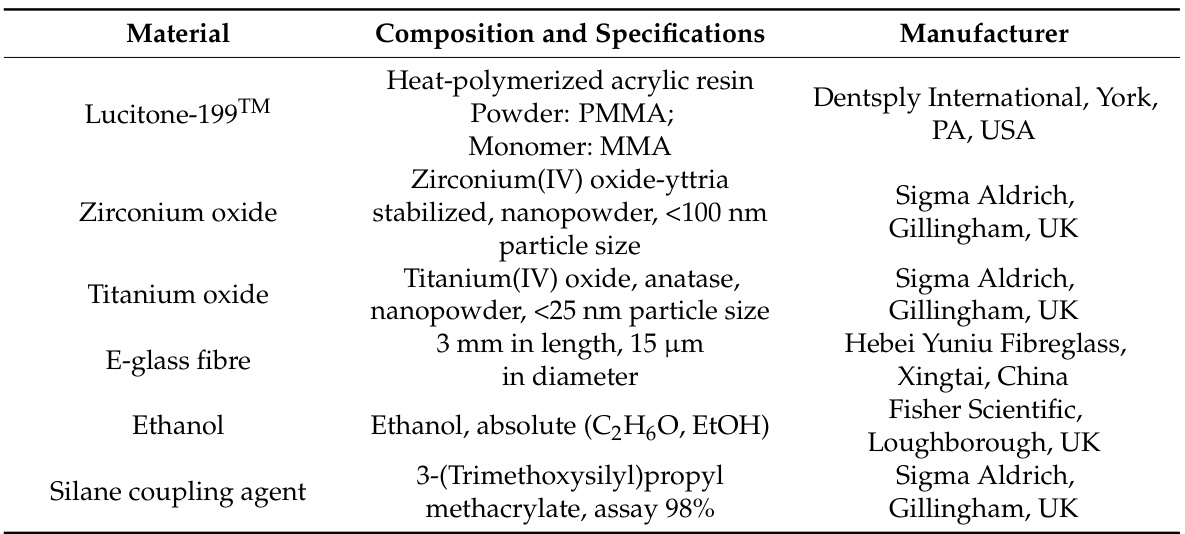 Material Composition and Specifications Manufacturer
Lucitone-199™
Heat-polymerized acrylic resin
Powder: PMMA;
Monomer: MMA
Dentsply International, York,
PA, USA
Zirconium oxide
Zirconium(IV) oxide-yttria
stabilized, nanopowder, <100 nm
particle size
Sigma Aldrich,
Gillingham, UK
Titanium oxide
Titanium(IV) oxide, anatase,
nanopowder, <25 nm particle size
Sigma Aldrich,
Gillingham, UK
E-glass fibre
3 mm in length, 15 µm
in diameter
Hebei Yuniu Fibreglass,
Xingtai, China
Ethanol
Ethanol, absolute (C₂H₆O, EtOH)
Fisher Scientific,
Loughborough, UK
Silane coupling agent
3-(Trimethoxysilyl)propyl
methacrylate, assay 98%
Sigma Aldrich,
Gillingham, UK